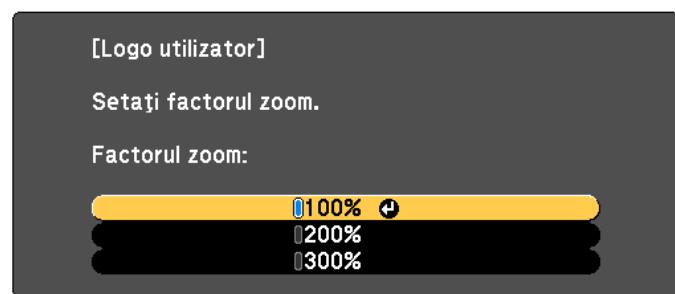 [Logo utilizator]
Setaţi factorul zoom.
Factorul zoom:
100%
200%
300%